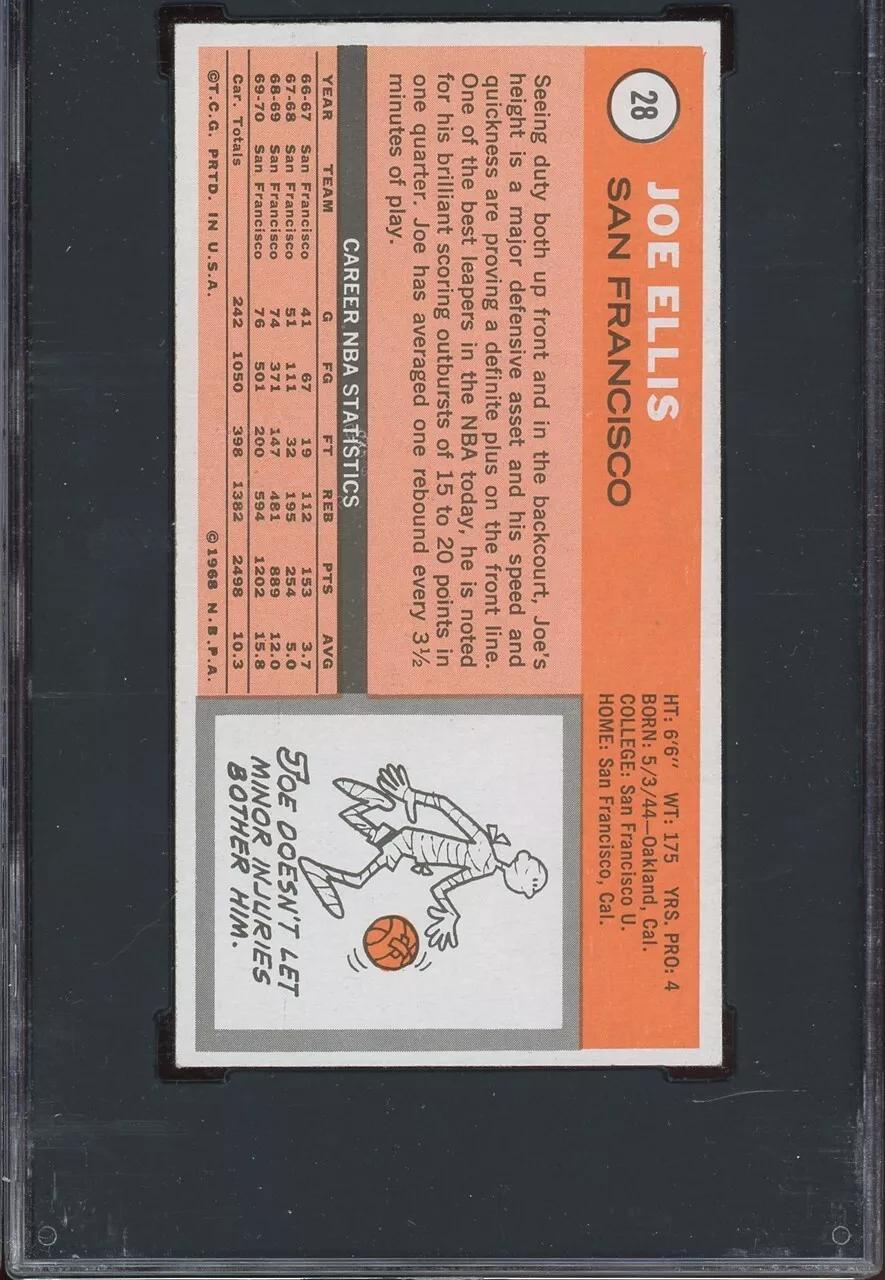 28
JOE ELLIS
SAN FRANCISCO
HT: 6'6" WT: 175 YRS. PRO: 4
BORN: 5/3/44—Oakland, Cal.
COLLEGE: San Francisco U.
HOME: San Francisco, Cal.
Seeing duty both up front and in the backcourt, Joe's
height is a major defensive asset and his speed and
quickness are proving a definite plus on the front line.
One of the best leapers in the NBA today, he is noted
for his brilliant scoring outbursts of 15 to 20 points in
one quarter. Joe has averaged one rebound every 3½
minutes of play.
CAREER NBA STATISTICS
YEAR TEAM G FG FT REB PTS AVG
66-67 San Francisco 41 67 19 112 153 3.7
67-68 San Francisco 51 111 32 195 254 5.0
68-69 San Francisco 74 371 147 481 889 12.0
69-70 San Francisco 76 501 200 594 1202 15.8
Car. Totals 242 1050 398 1382 2498 10.3
©T.C.G. PRTD. IN U.S.A. ©1968 N.B.P.A.
JOE DOESN'T LET
MINOR INJURIES
BOTHER HIM.